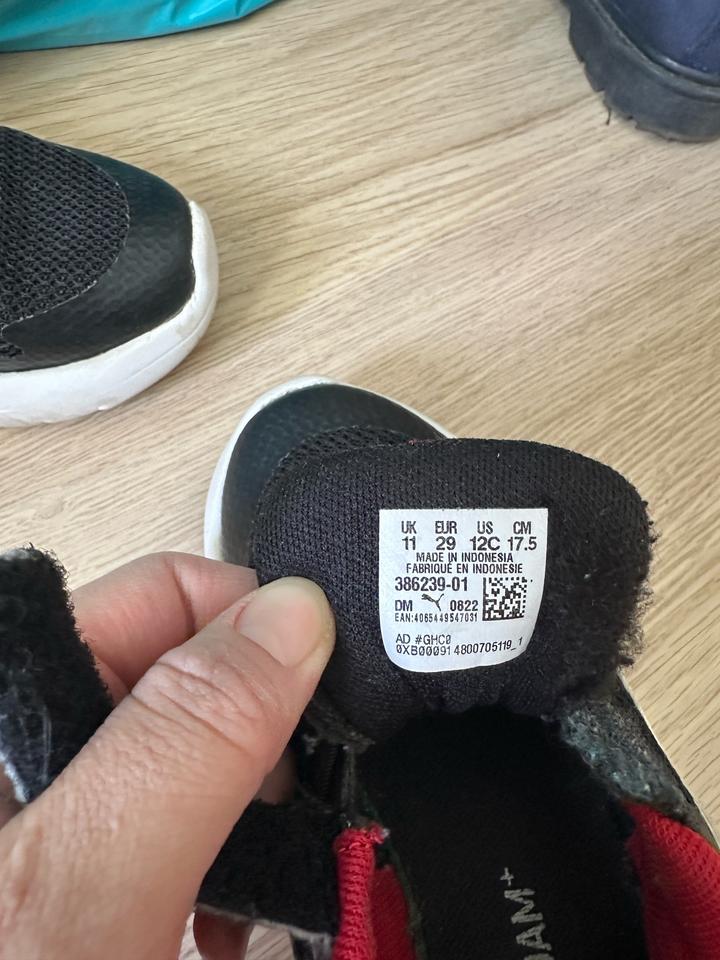 UK EUR US CM
11 29 12C 17.5
MADE IN INDONESIA
FABRIQUÉ EN INDONESIE
386239-01
DM 0822
EAN:4065449547031
AD #GHC0
0XB000914800705119_1
OAM+